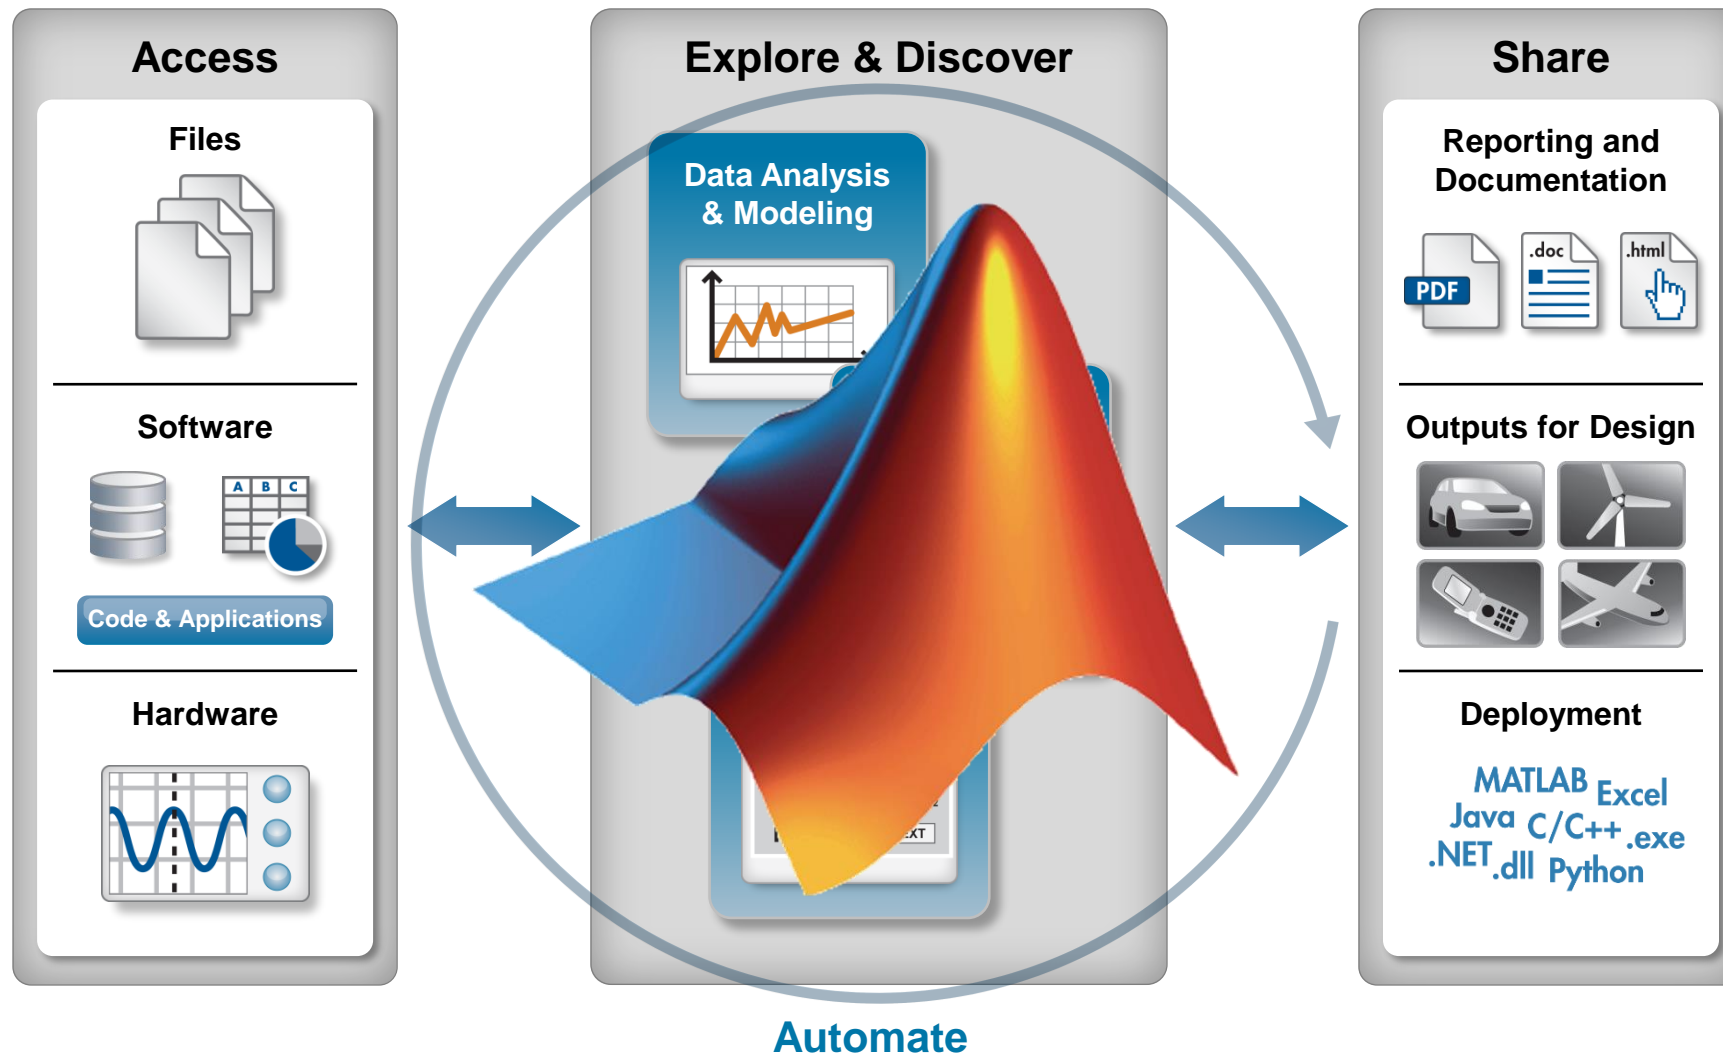 Access
Files
Software
A B C
Code & Applications
Hardware
Explore & Discover
Data Analysis
& Modeling
Share
Reporting and
Documentation
PDF
.doc
.html
Outputs for Design
Deployment
MATLAB Excel
Java C/C++ .exe
.NET .dll Python
Automate